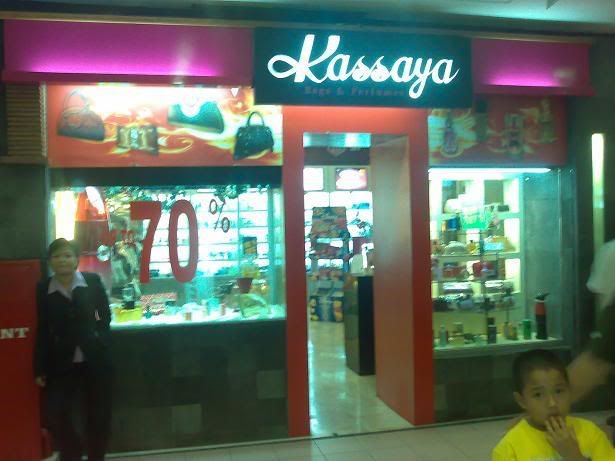 Kassaya
Bags & Perfumes
70%
NT